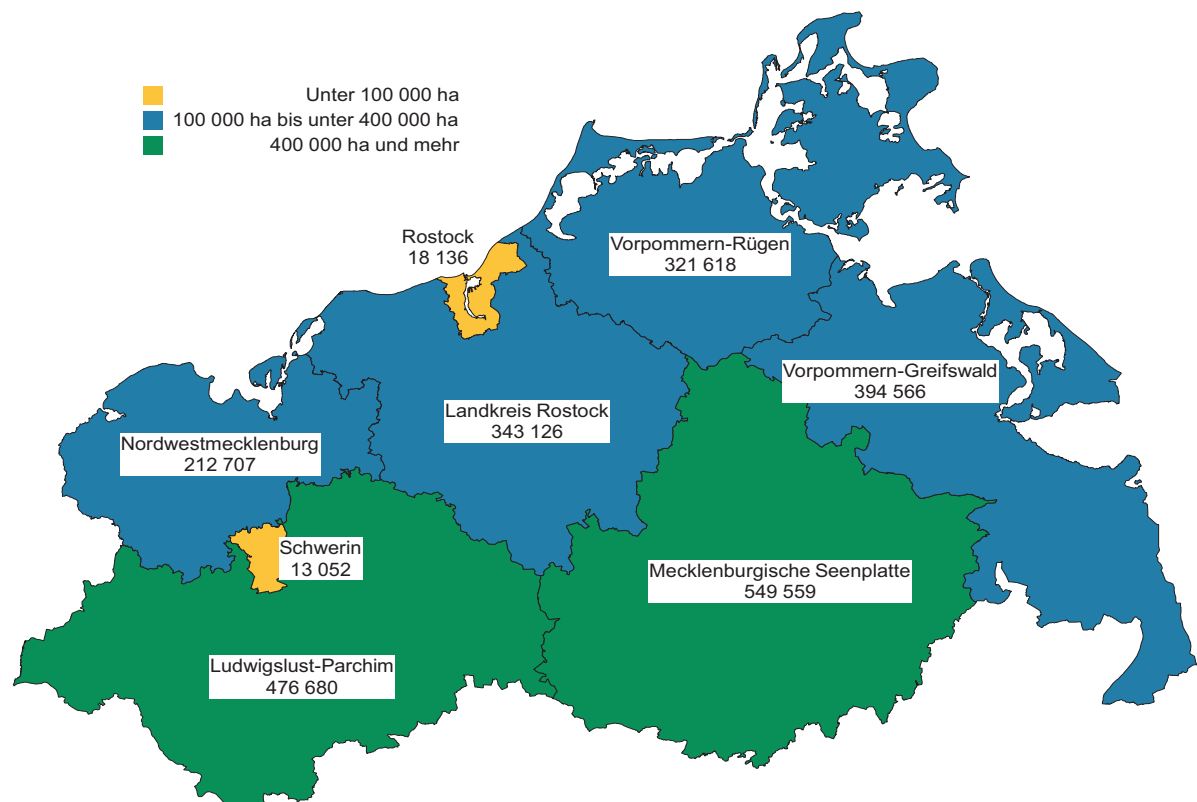 Unter 100 000 ha
100 000 ha bis unter 400 000 ha
400 000 ha und mehr
Rostock
18 136
Vorpommern-Rügen
321 618
Vorpommern-Greifswald
394 566
Landkreis Rostock
343 126
Nordwestmecklenburg
212 707
Schwerin
13 052
Mecklenburgische Seenplatte
549 559
Ludwigslust-Parchim
476 680